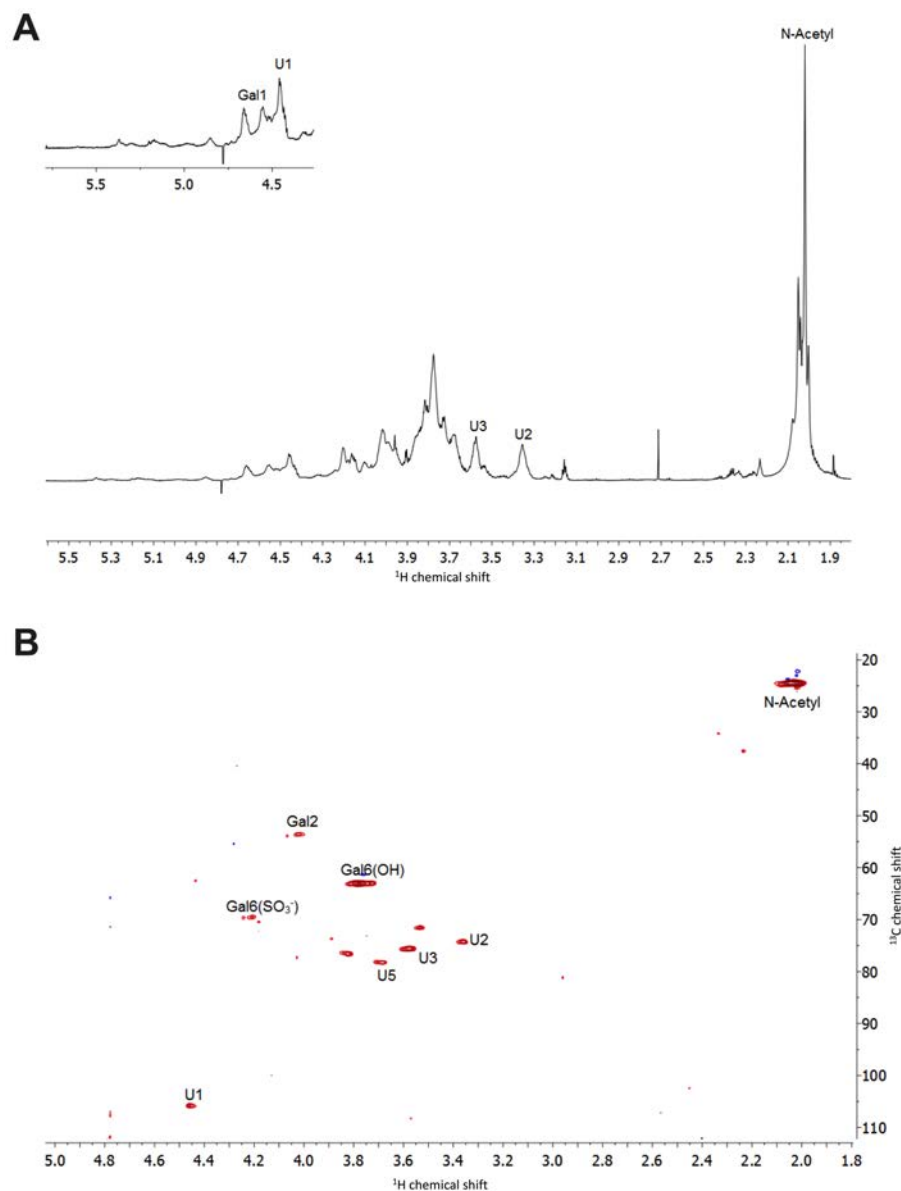 A
N-Acetyl
U1
Gal1
5.5 5.0 4.5
U3
U2
5.5 5.3 5.1 4.9 4.7 4.5 4.3 4.1 3.9 3.7 3.5 3.3 3.1 2.9 2.7 2.5 2.3 2.1 1.9
¹H chemical shift
B
20
N-Acetyl
30
40
Gal2
50
Gal6(OH)
60
Gal6(SO₃⁻)
70
U2
U3
U5
80
90
100
U1
110
5.0 4.8 4.6 4.4 4.2 4.0 3.8 3.6 3.4 3.2 3.0 2.8 2.6 2.4 2.2 2.0 1.8
¹H chemical shift
¹³C chemical shift